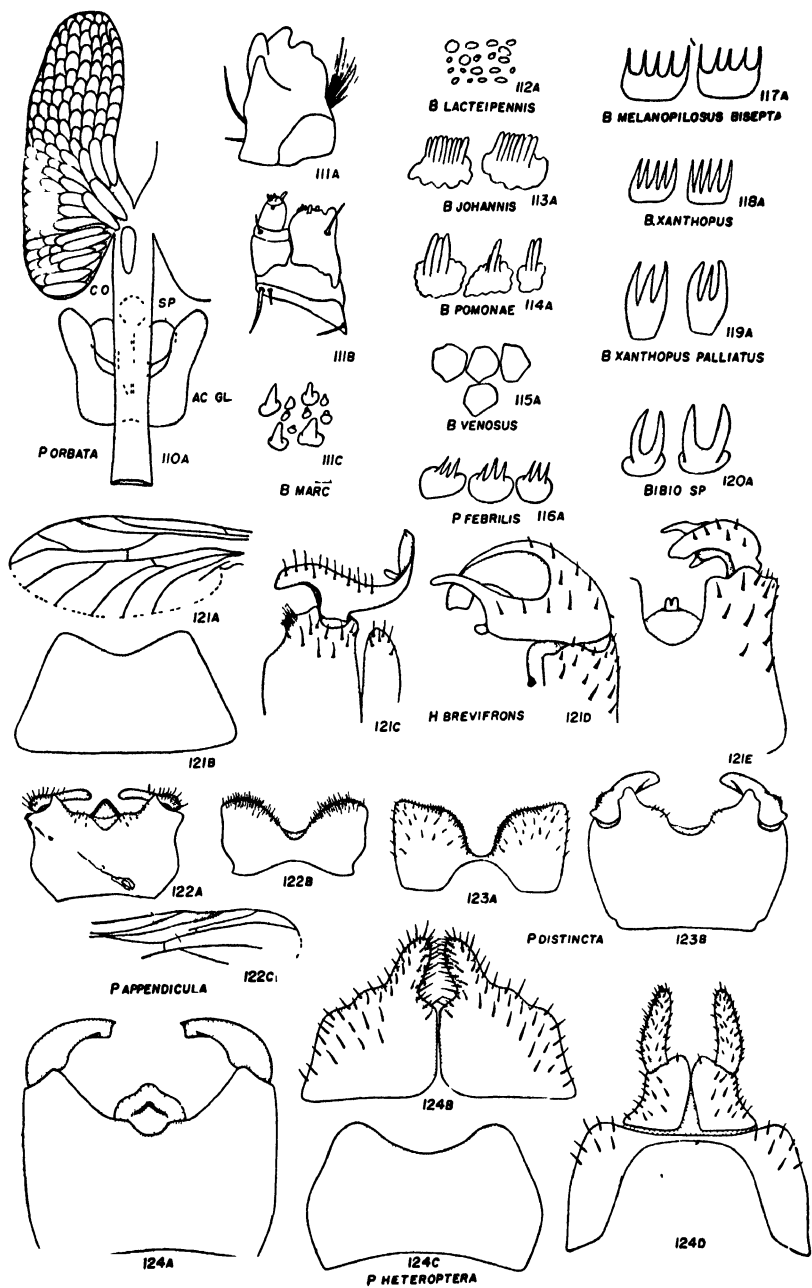 112A
B LACTEIPENNIS
117A
B MELANOPILOSUS BISEPTA
111A
113A
B JOHANNIS
118A
B.XANTHOPUS
CO SP
111B
114A
B POMONAE
119A
B XANTHOPUS PALLIATUS
115A
B VENOSUS
AC GL
P ORBATA
110A
111C
B MARC
116A
P FEBRILIS
120A
BIBIO SP
121A
121B
121C
H BREVIFRONS
121D
121E
122A
122B
123A
P DISTINCTA
123B
122C
P APPENDICULA
124B
124A
124C
P HETEROPTERA
124D